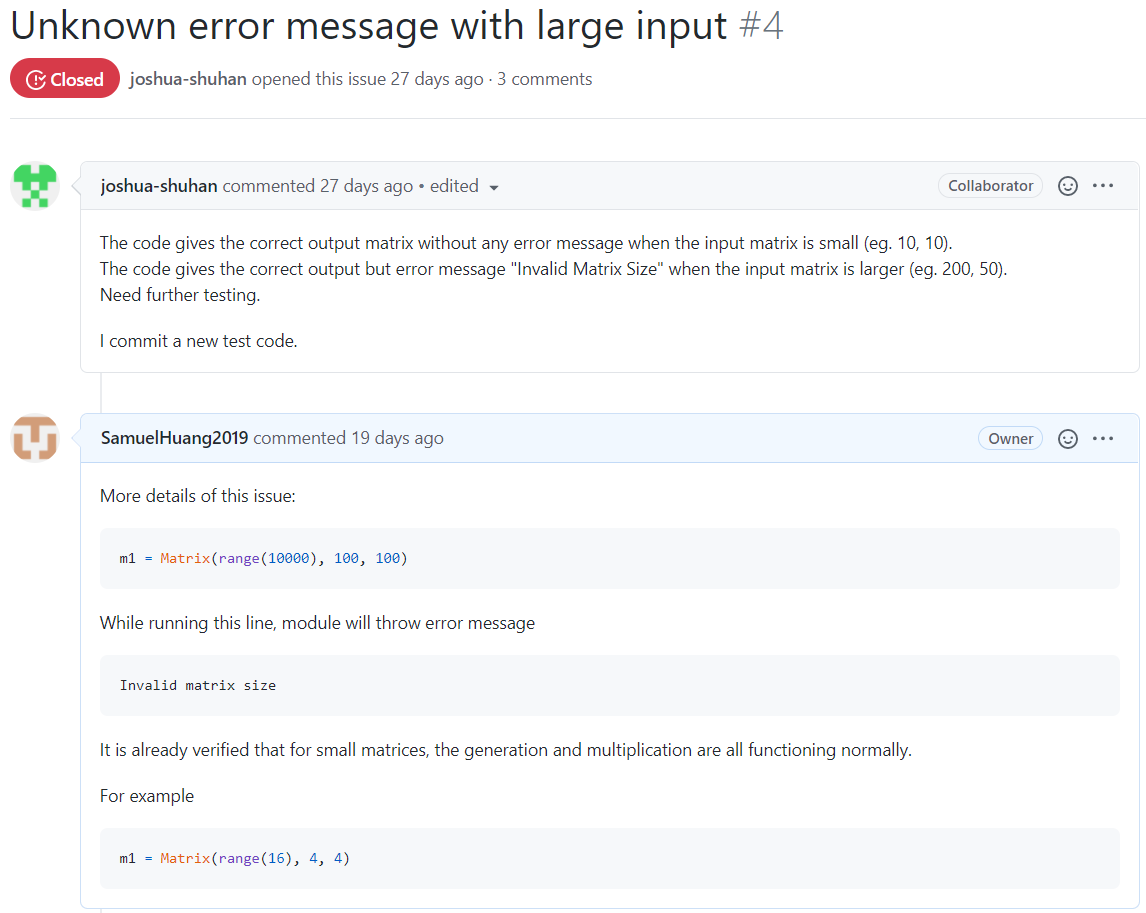 Unknown error message with large input #4
Closed joshua-shuhan opened this issue 27 days ago · 3 comments
joshua-shuhan commented 27 days ago • edited Collaborator
The code gives the correct output matrix without any error message when the input matrix is small (eg. 10, 10).
The code gives the correct output but error message "Invalid Matrix Size" when the input matrix is larger (eg. 200, 50).
Need further testing.
I commit a new test code.
SamuelHuang2019 commented 19 days ago Owner
More details of this issue:
m1 = Matrix(range(10000), 100, 100)
While running this line, module will throw error message
Invalid matrix size
It is already verified that for small matrices, the generation and multiplication are all functioning normally.
For example
m1 = Matrix(range(16), 4, 4)